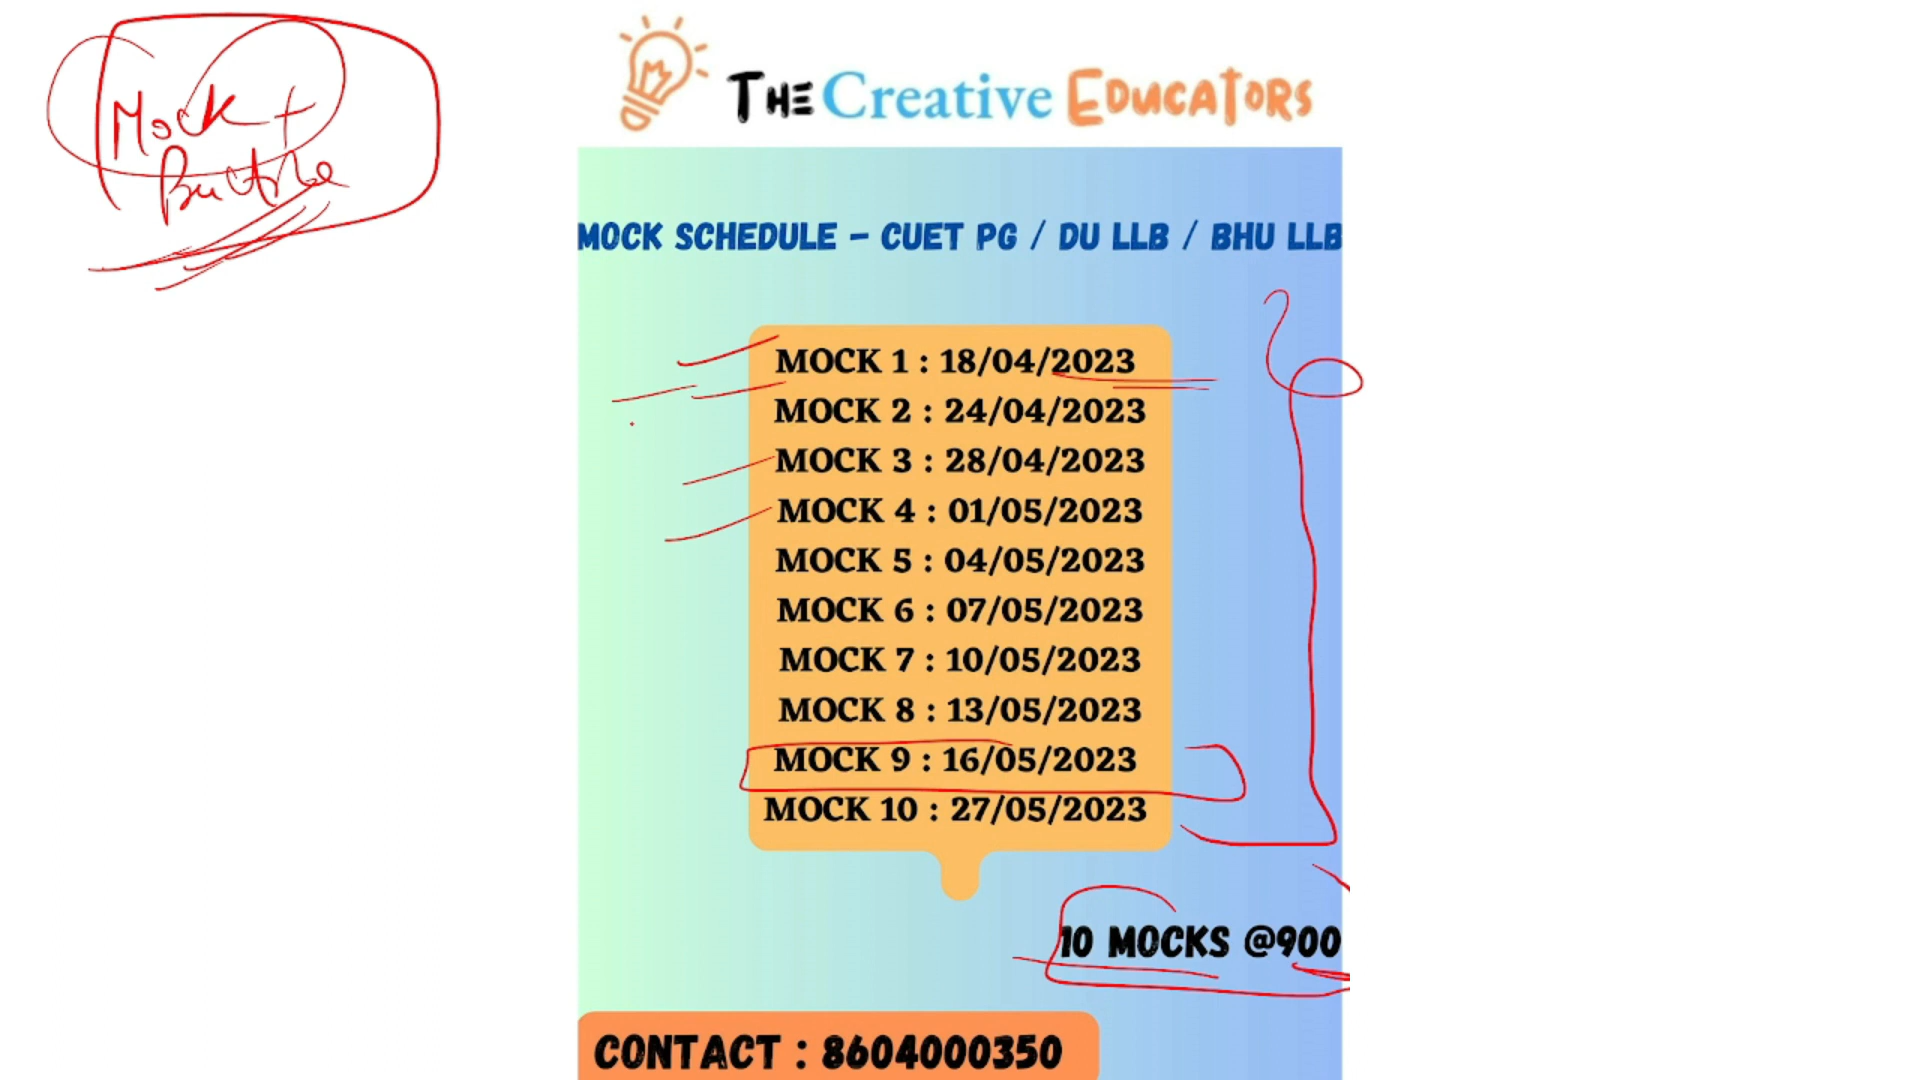 Mock +
THE Creative EDUCATORS
MOCK SCHEDULE - CUET PG / DU LLB / BHU LLB
MOCK 1 : 18/04/2023
MOCK 2 : 24/04/2023
MOCK 3 : 28/04/2023
MOCK 4 : 01/05/2023
MOCK 5 : 04/05/2023
MOCK 6 : 07/05/2023
MOCK 7 : 10/05/2023
MOCK 8 : 13/05/2023
MOCK 9 : 16/05/2023
MOCK 10 : 27/05/2023
10 MOCKS @900
CONTACT : 8604000350